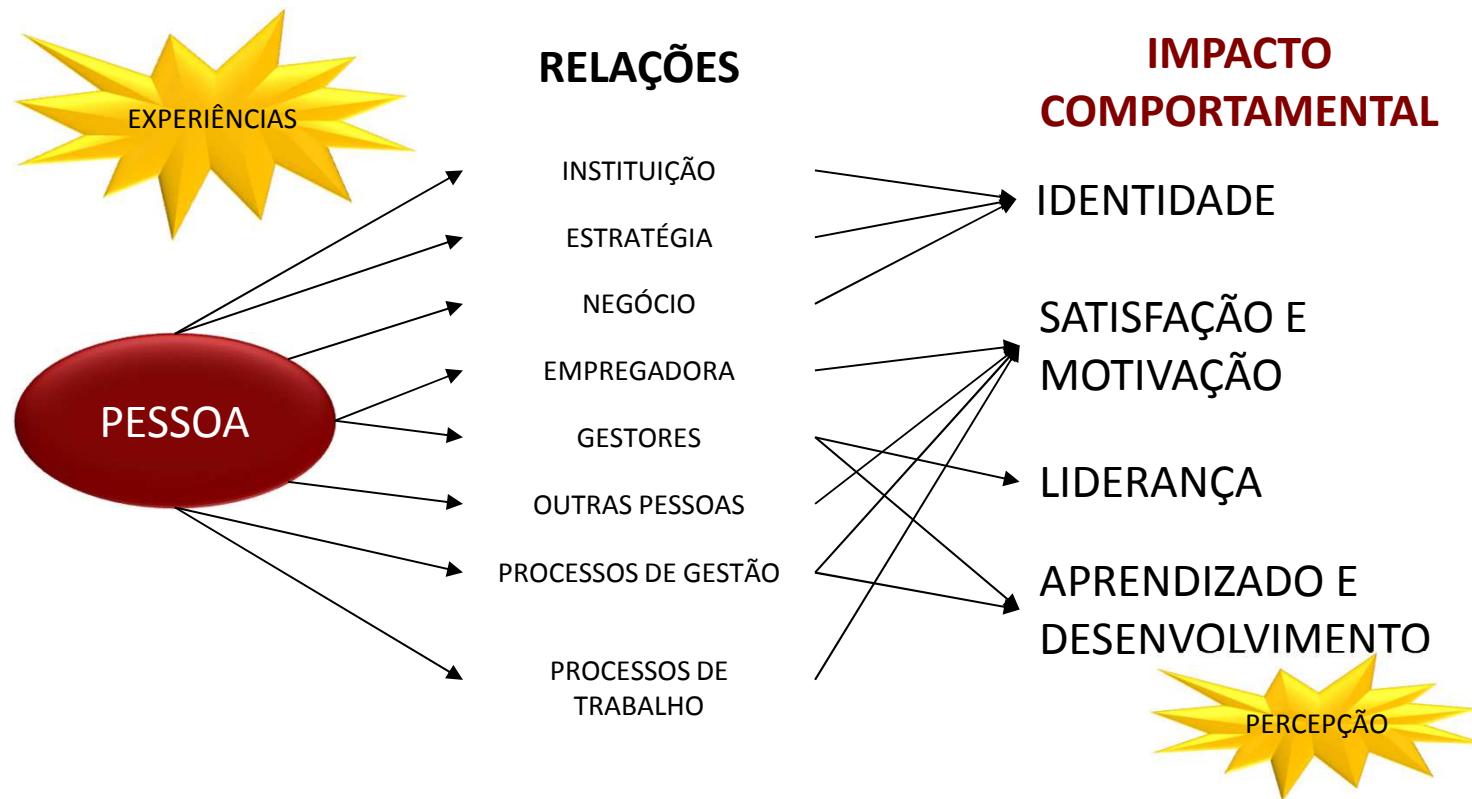 EXPERIÊNCIAS
RELAÇÕES
IMPACTO
COMPORTAMENTAL
PESSOA
INSTITUIÇÃO
ESTRATÉGIA
NEGÓCIO
EMPREGADORA
GESTORES
OUTRAS PESSOAS
PROCESSOS DE GESTÃO
PROCESSOS DE
TRABALHO
IDENTIDADE
SATISFAÇÃO E
MOTIVAÇÃO
LIDERANÇA
APRENDIZADO E
DESENVOLVIMENTO
PERCEPÇÃO